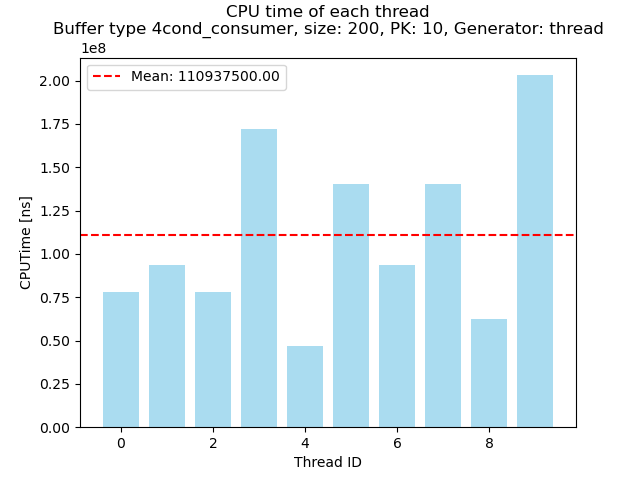 CPU time of each thread
Buffer type 4cond_consumer, size: 200, PK: 10, Generator: thread
1e8
Mean: 110937500.00
2.00
1.75
1.50
1.25
1.00
0.75
0.50
0.25
0.00
CPUTime [ns]
0 2 4 6 8
Thread ID